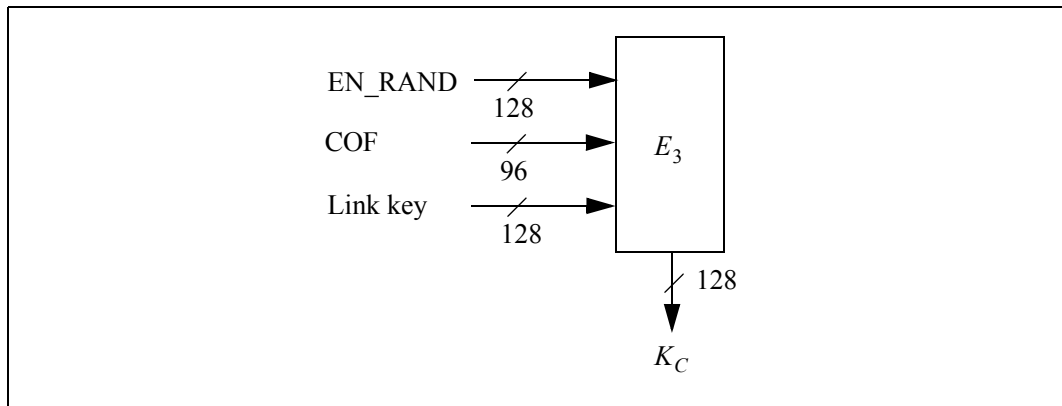 EN_RAND
128
COF
96
Link key
128
E3
128
KC